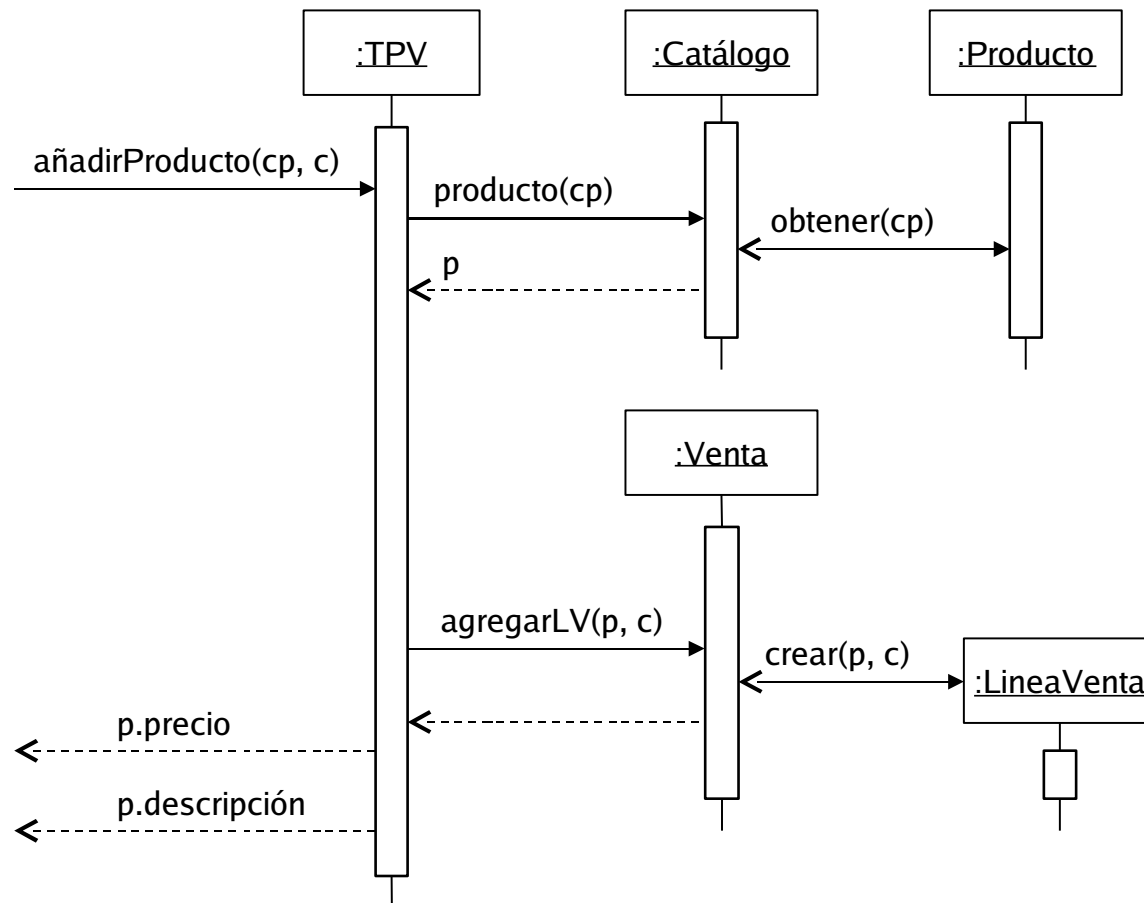 :TPV
:Catálogo
:Producto
añadirProducto(cp, c)
producto(cp)
obtener(cp)
p
:Venta
agregarLV(p, c)
crear(p, c)
:LineaVenta
p.precio
p.descripción